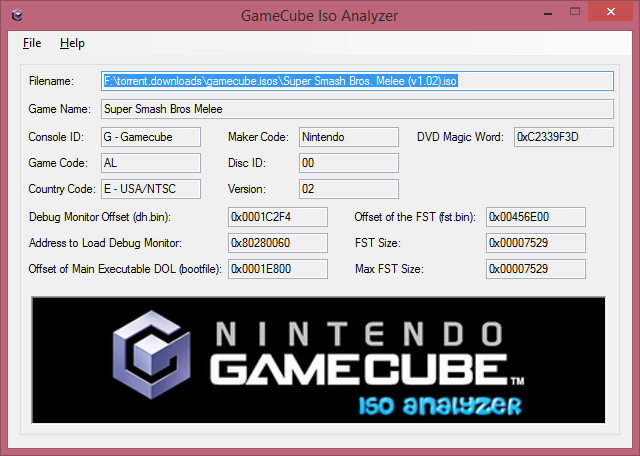 GameCube Iso Analyzer
File Help
Filename: F:\torrent.downloads\gamecube.isos\Super Smash Bros. Melee (v1.02).iso
Game Name: Super Smash Bros Melee
Console ID: G - Gamecube Maker Code: Nintendo DVD Magic Word: 0xC2339F3D
Game Code: AL Disc ID: 00
Country Code: E - USA/NTSC Version: 02
Debug Monitor Offset (dh.bin): 0x0001C2F4 Offset of the FST (fst.bin): 0x00456E00
Address to Load Debug Monitor: 0x80280060 FST Size: 0x00007529
Offset of Main Executable DOL (bootfile): 0x0001E800 Max FST Size: 0x00007529
NINTENDO
GAMECUBE™
ISO ANALYZER